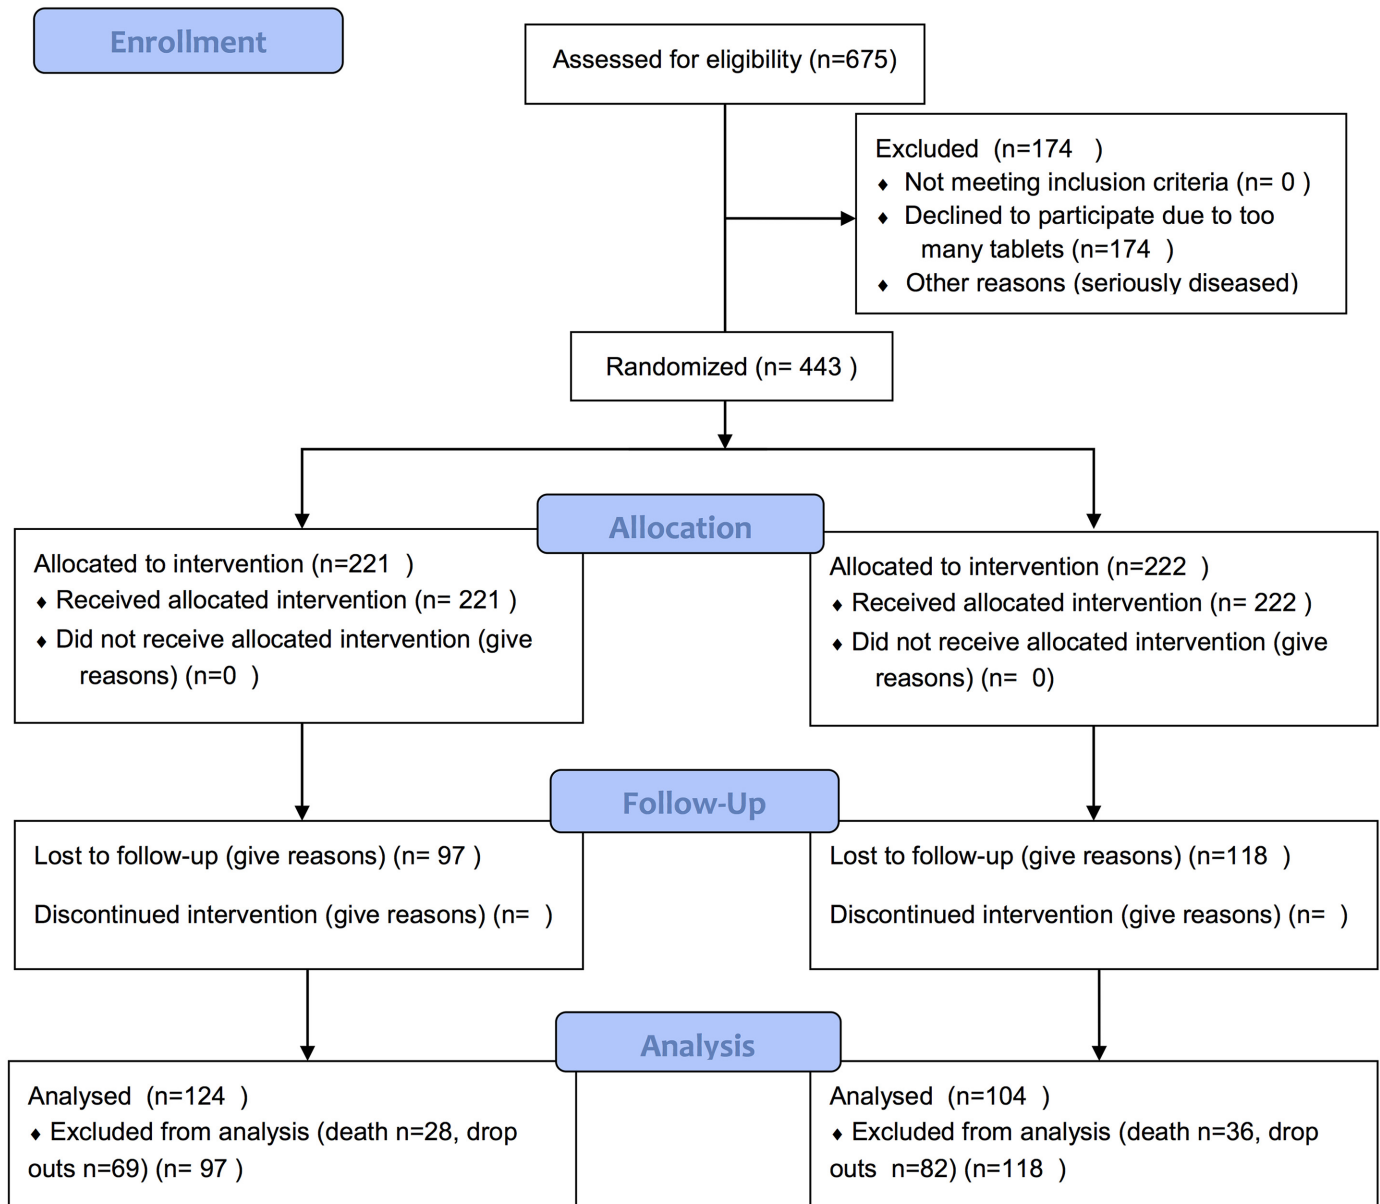 Enrollment
Assessed for eligibility (n=675)
Excluded (n=174 )
♦ Not meeting inclusion criteria (n= 0 )
♦ Declined to participate due to too
many tablets (n=174 )
♦ Other reasons (seriously diseased)
Randomized (n= 443 )
Allocation
Allocated to intervention (n=221 )
♦ Received allocated intervention (n= 221 )
♦ Did not receive allocated intervention (give
reasons) (n=0 )
Allocated to intervention (n=222 )
♦ Received allocated intervention (n= 222 )
♦ Did not receive allocated intervention (give
reasons) (n= 0)
Follow-Up
Lost to follow-up (give reasons) (n= 97 )
Discontinued intervention (give reasons) (n= )
Lost to follow-up (give reasons) (n=118 )
Discontinued intervention (give reasons) (n= )
Analysis
Analysed (n=124 )
♦ Excluded from analysis (death n=28, drop
outs n=69) (n= 97 )
Analysed (n=104 )
♦ Excluded from analysis (death n=36, drop
outs n=82) (n=118 )